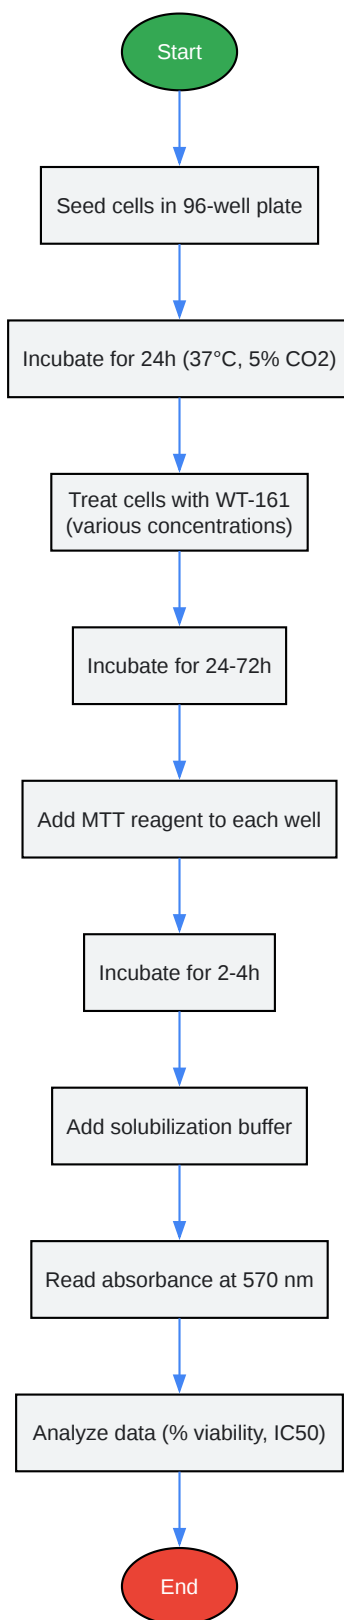 Start
Seed cells in 96-well plate
Incubate for 24h (37°C, 5% CO2)
Treat cells with WT-161
(various concentrations)
Incubate for 24-72h
Add MTT reagent to each well
Incubate for 2-4h
Add solubilization buffer
Read absorbance at 570 nm
Analyze data (% viability, IC50)
End